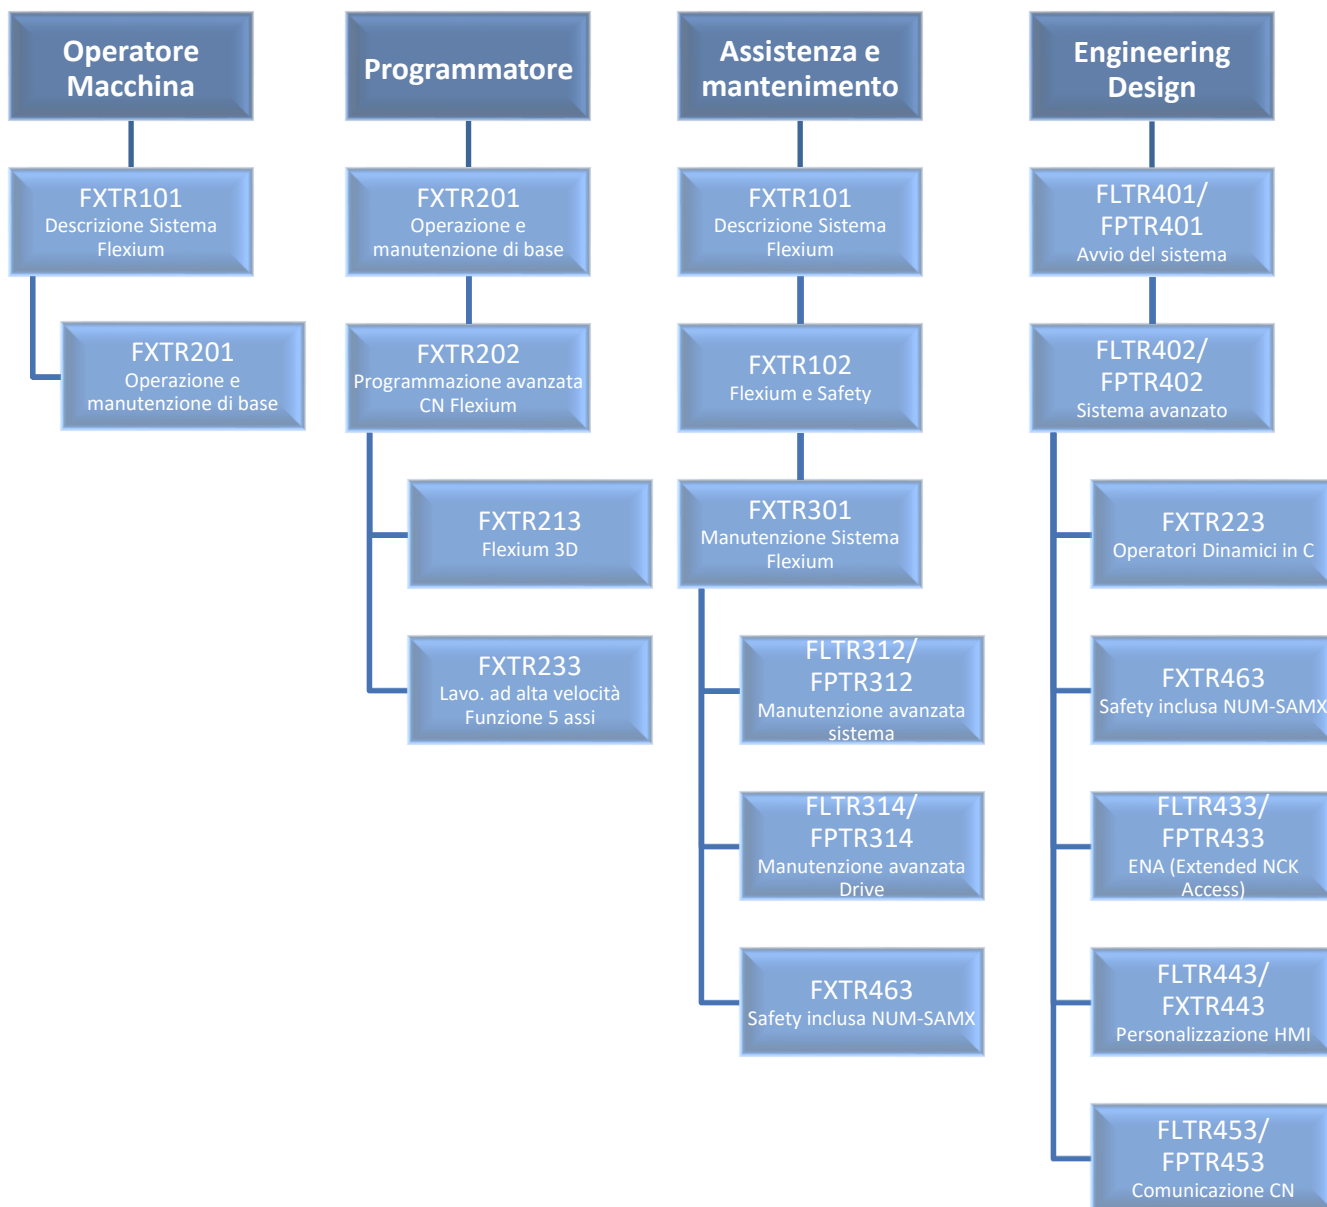 Operatore
Macchina
FXTR101
Descrizione Sistema
Flexium
FXTR201
Operazione e
manutenzione di base
Programmatore
FXTR201
Operazione e
manutenzione di base
FXTR202
Programmazione avanzata
CN Flexium
FXTR213
Flexium 3D
FXTR233
Lavo. ad alta velocità
Funzione 5 assi
Assistenza e
mantenimento
FXTR101
Descrizione Sistema
Flexium
FXTR102
Flexium e Safety
FXTR301
Manutenzione Sistema
Flexium
FLTR312/
FPTR312
Manutenzione avanzata
sistema
FLTR314/
FPTR314
Manutenzione avanzata
Drive
FXTR463
Safety inclusa NUM-SAMX
Engineering
Design
FLTR401/
FPTR401
Avvio del sistema
FLTR402/
FPTR402
Sistema avanzato
FXTR223
Operatori Dinamici in C
FXTR463
Safety inclusa NUM-SAMX
FLTR433/
FPTR433
ENA (Extended NCK
Access)
FLTR443/
FXTR443
Personalizzazione HMI
FLTR453/
FPTR453
Comunicazione CN